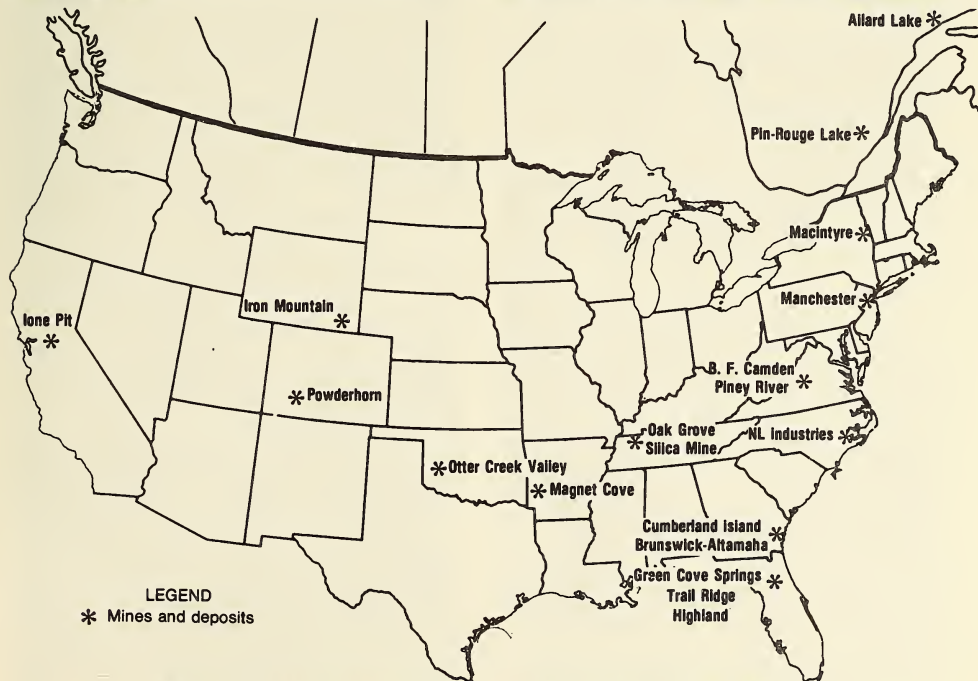 Allard Lake
Pin-Rouge Lake
Macintyre
Manchester
Iron Mountain
Ione Pit
B. F. Camden
Piney River
Powderhorn
Oak Grove
Silica Mine
NL Industries
Otter Creek Valley
Magnet Cove
Cumberland Island
Brunswick-Altamaha
Green Cove Springs
Trail Ridge
Highland
LEGEND
Mines and deposits